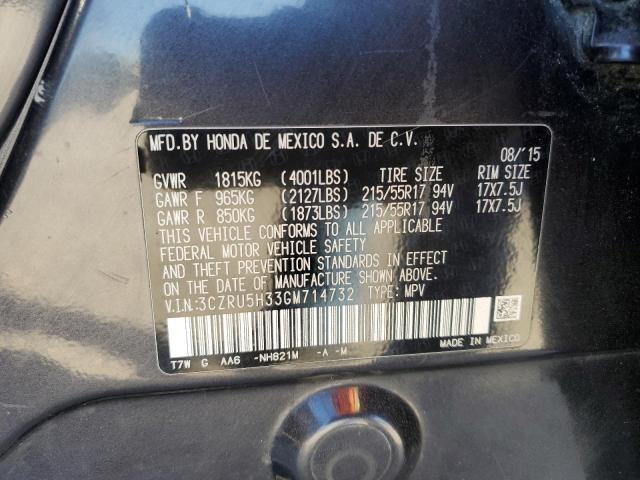 MFD.BY HONDA DE MEXICO S.A. DE C.V.
08/'15
GVWR 1815KG (4001LBS) TIRE SIZE RIM SIZE
GAWR F 965KG (2127LBS) 215/55R17 94V 17X7.5J
GAWR R 850KG (1873LBS) 215/55R17 94V 17X7.5J
THIS VEHICLE CONFORMS TO ALL APPLICABLE
FEDERAL MOTOR VEHICLE SAFETY
AND THEFT PREVENTION STANDARDS IN EFFECT
ON THE DATE OF MANUFACTURE SHOWN ABOVE.
V.I.N:3CZRU5H33GM714732 TYPE: MPV
T7W G AA6 -NH821M -A -M
MADE IN MEXICO